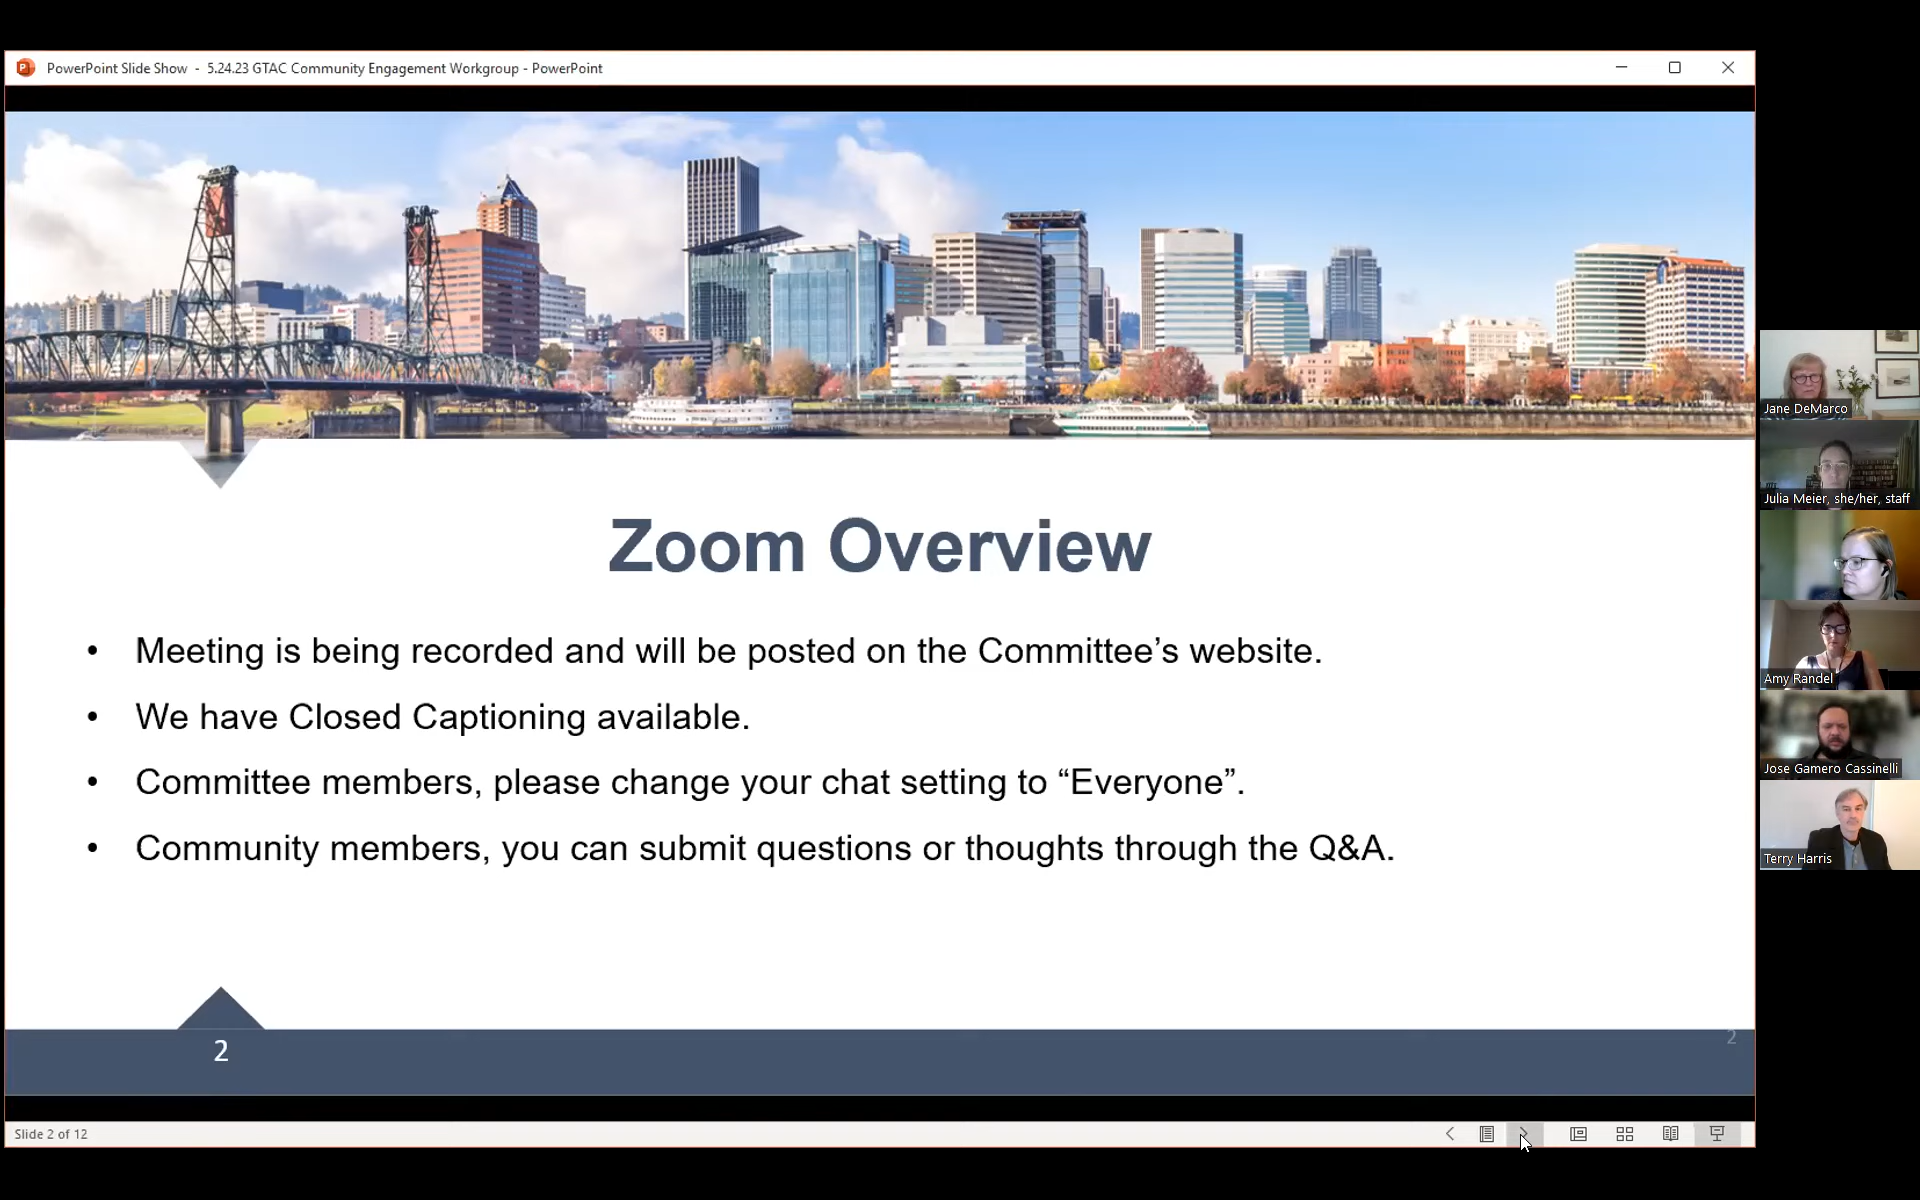 PowerPoint Slide Show - 5.24.23 GTAC Community Engagement Workgroup - PowerPoint
Zoom Overview
• Meeting is being recorded and will be posted on the Committee’s website.
• We have Closed Captioning available.
• Committee members, please change your chat setting to “Everyone”.
• Community members, you can submit questions or thoughts through the Q&A.
2
2
Slide 2 of 12
Jane DeMarco
Julia Meier, she/her, staff
Amy Randel
Jose Gamero Cassinelli
Terry Harris